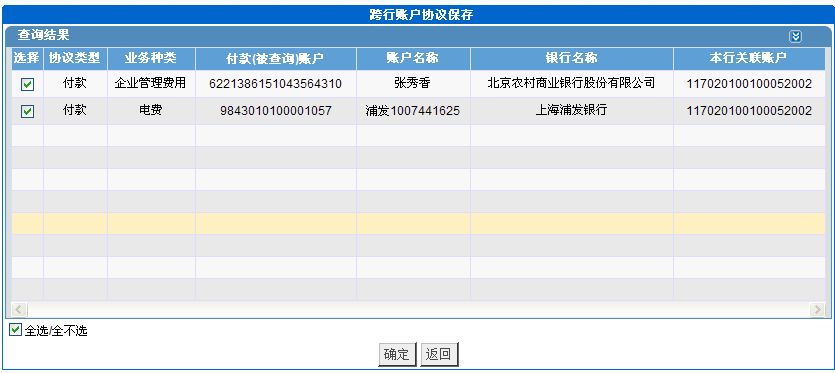 跨行账户协议保存
查询结果
选择 协议类型 业务种类 付款(被查询)账户 账户名称 银行名称 本行关联账户
付款 企业管理费用 6221386151043564310 张秀香 北京农村商业银行股份有限公司 117020100100052002
付款 电费 9843010100001057 浦发1007441625 上海浦发银行 117020100100052002
全选/全不选
确定 返回